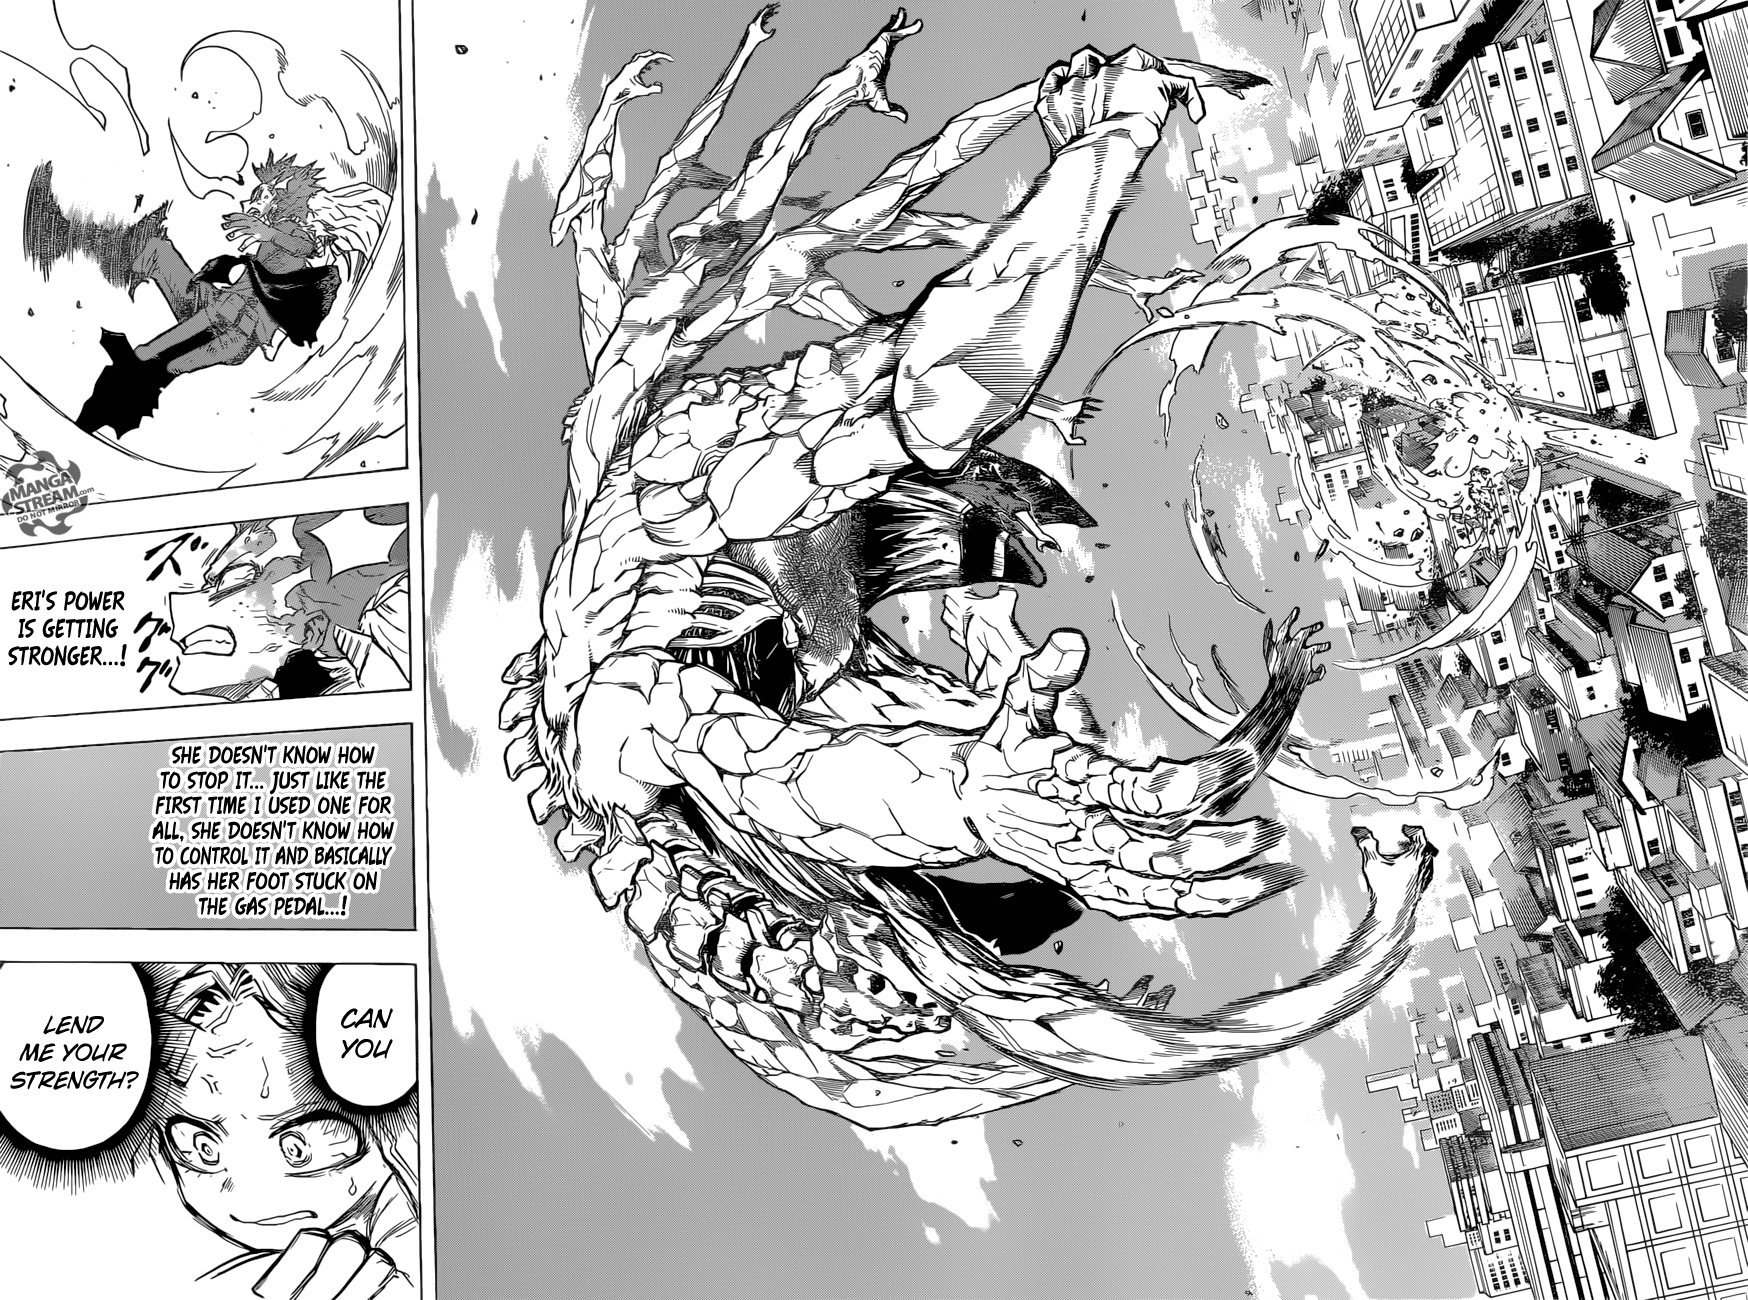 MANGA
STREAM.com
DO NOT MIRROR
ズ
グ
グ
グ
ERI'S POWER
IS GETTING
STRONGER...!
SHE DOESN'T KNOW HOW
TO STOP IT... JUST LIKE THE
FIRST TIME I USED ONE FOR
ALL, SHE DOESN'T KNOW HOW
TO CONTROL IT AND BASICALLY
HAS HER FOOT STUCK ON
THE GAS PEDAL...!
CAN
YOU
LEND
ME YOUR
STRENGTH?